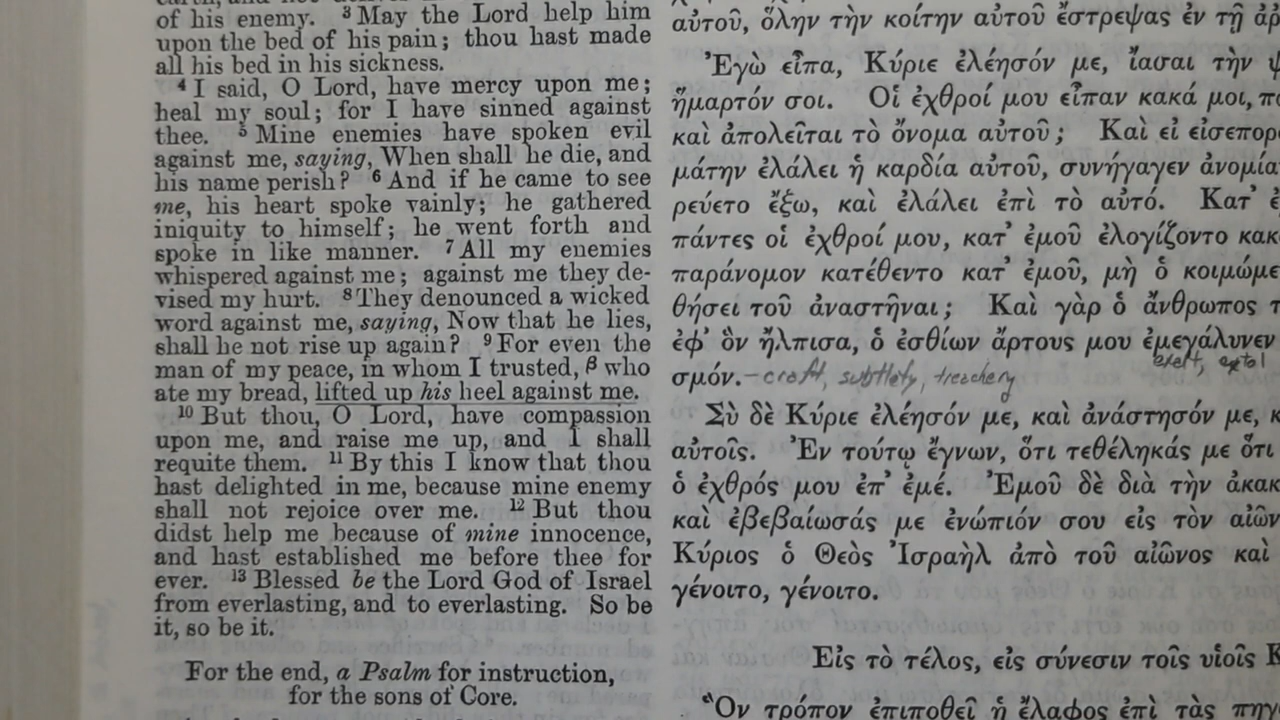 of his enemy. ³ May the Lord help him
upon the bed of his pain; thou hast made
all his bed in his sickness.
⁴ I said, O Lord, have mercy upon me;
heal my soul; for I have sinned against
thee. ⁵ Mine enemies have spoken evil
against me, saying, When shall he die, and
his name perish? ⁶ And if he came to see
me, his heart spoke vainly; he gathered
iniquity to himself; he went forth and
spoke in like manner. ⁷ All my enemies
whispered against me; against me they de-
vised my hurt. ⁸ They denounced a wicked
word against me, saying, Now that he lies,
shall he not rise up again? ⁹ For even the
man of my peace, in whom I trusted, β who
ate my bread, lifted up his heel against me.
¹⁰ But thou, O Lord, have compassion
upon me, and raise me up, and I shall
requite them. ¹¹ By this I know that thou
hast delighted in me, because mine enemy
shall not rejoice over me. ¹² But thou
didst help me because of mine innocence,
and hast established me before thee for
ever. ¹³ Blessed be the Lord God of Israel
from everlasting, and to everlasting. So be
it, so be it.
For the end, a Psalm for instruction,
for the sons of Core.
αὐτοῦ, ὅλην τὴν κοίτην αὐτοῦ ἔστρεψας ἐν τῇ ἀρ
Ἐγὼ εἶπα, Κύριε ἐλέησόν με, ἴασαι τὴν ψ
ἥμαρτόν σοι. Οἱ ἐχθροί μου εἶπαν κακά μοι, πό
καὶ ἀπολεῖται τὸ ὄνομα αὐτοῦ; Καὶ εἰ εἰσεπορ
μάτην ἐλάλει ἡ καρδία αὐτοῦ, συνήγαγεν ἀνομία
ρεύετο ἔξω, καὶ ἐλάλει ἐπὶ τὸ αὐτό. Κατʼ ἐ
πάντες οἱ ἐχθροί μου, κατʼ ἐμοῦ ἐλογίζοντο κακ
παράνομον κατέθεντο κατʼ ἐμοῦ, μὴ ὁ κοιμώμε
θήσει τοῦ ἀναστῆναι; Καὶ γὰρ ὁ ἄνθρωπος τ
ἐφʼ ὃν ἤλπισα, ὁ ἐσθίων ἄρτους μου ἐμεγάλυνεν
exalt, extol
σμόν. - craft, subtlety, treachery
Σὺ δὲ Κύριε ἐλέησόν με, καὶ ἀνάστησόν με, κ
αὐτοῖς. Ἐν τούτῳ ἔγνων, ὅτι τεθέληκάς με ὅτι
ὁ ἐχθρός μου ἐπʼ ἐμέ. Ἐμοῦ δὲ διὰ τὴν ἀκακ
καὶ ἐβεβαίωσάς με ἐνώπιόν σου εἰς τὸν αἰῶν
Κύριος ὁ Θεὸς Ἰσραὴλ ἀπὸ τοῦ αἰῶνος καὶ
γένοιτο, γένοιτο.
Εἰς τὸ τέλος, εἰς σύνεσιν τοῖς υἱοῖς Κ
Ὃν τρόπον ἐπιποθεῖ ἡ ἔλαφος ἐπὶ τὰς πηγ